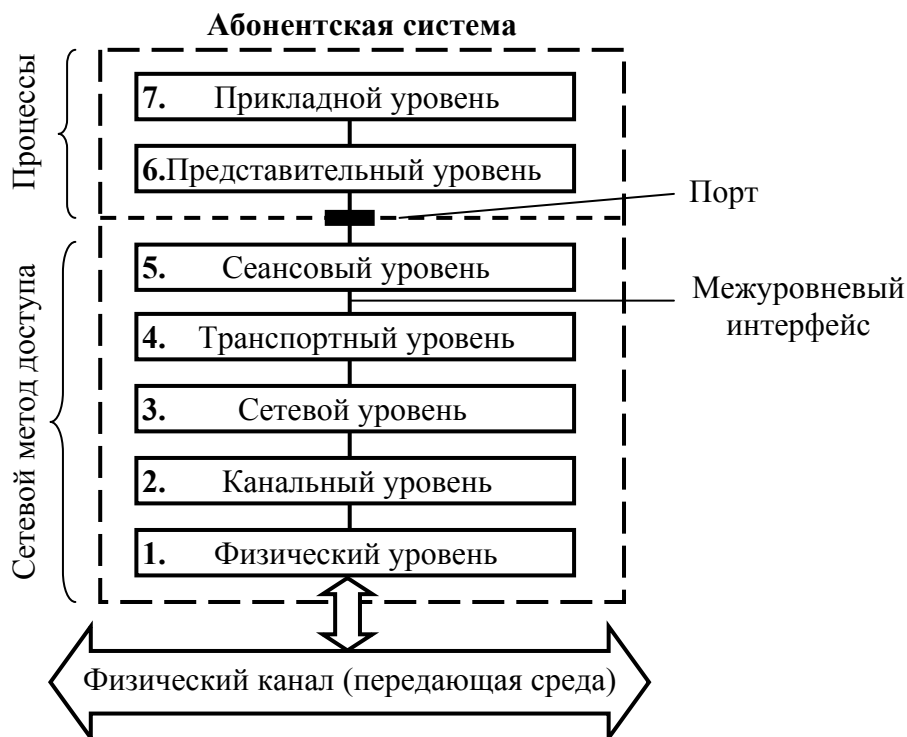 Абонентская система
Процессы
7. Прикладной уровень
6.Представительный уровень
Порт
Сетевой метод доступа
5. Сеансовый уровень
Межуровневый
интерфейс
4. Транспортный уровень
3. Сетевой уровень
2. Канальный уровень
1. Физический уровень
Физический канал (передающая среда)